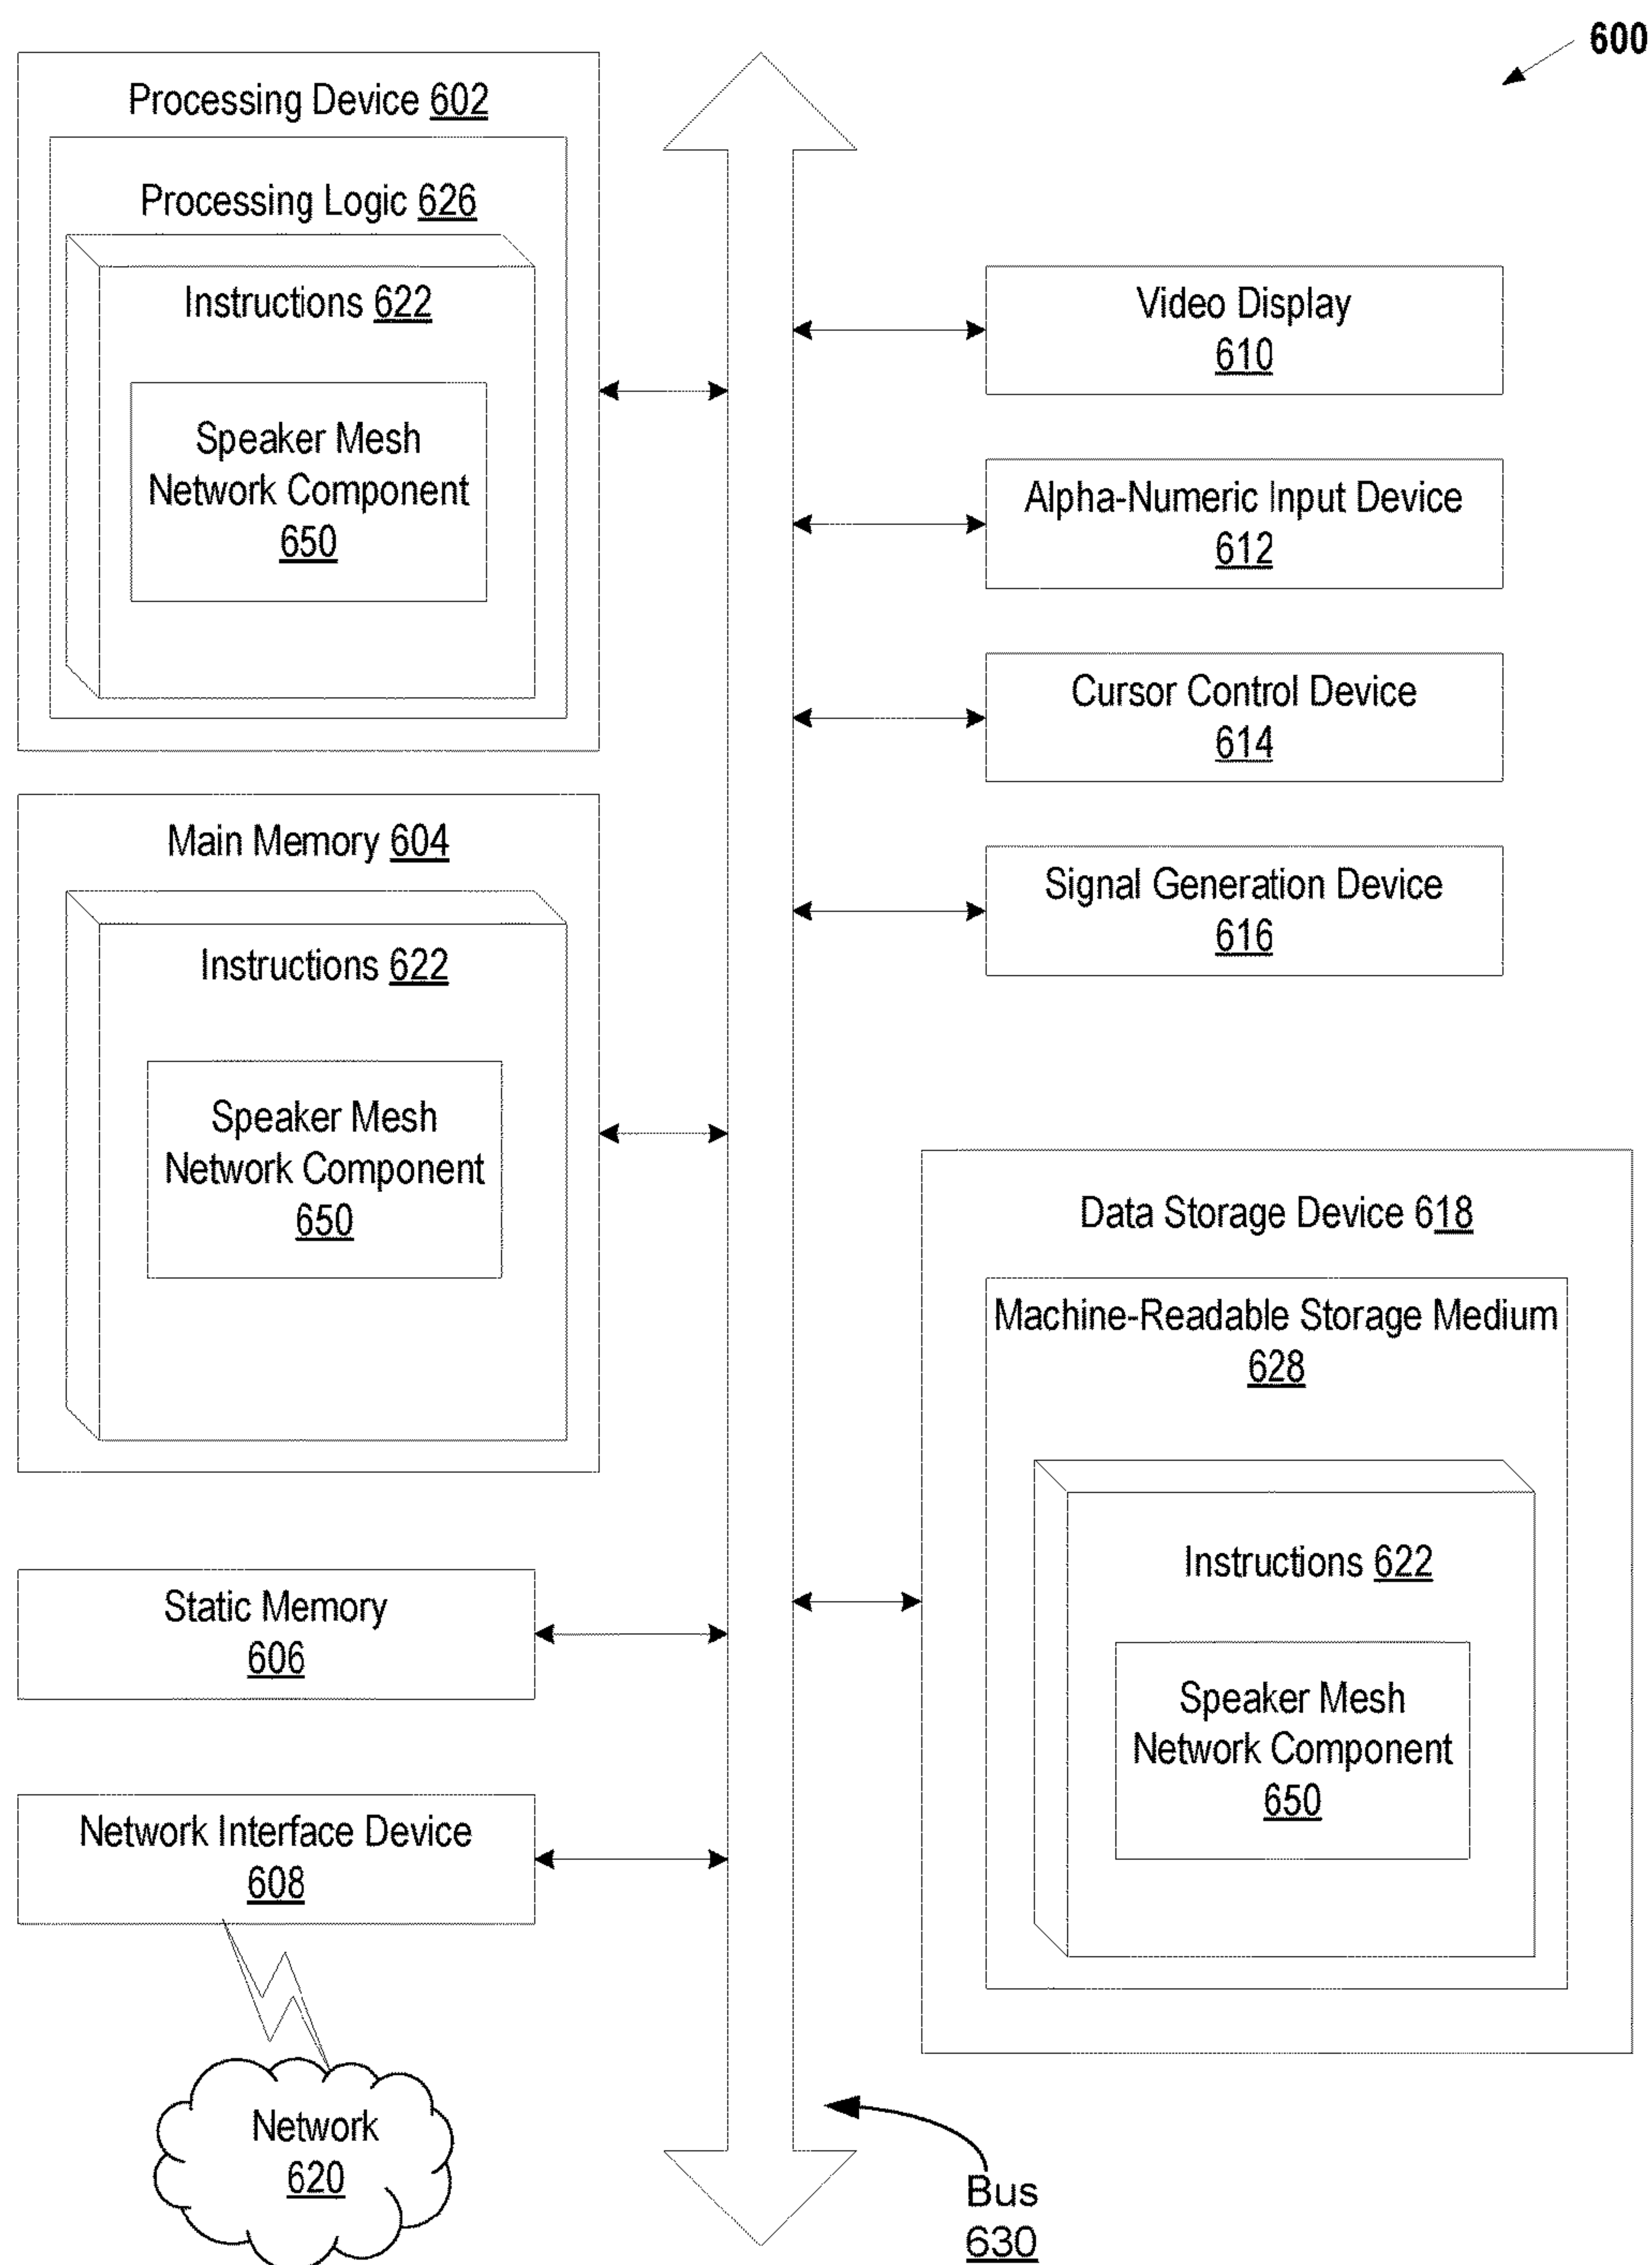 600
Processing Device 602
Processing Logic 626
Instructions 622
Speaker Mesh
Network Component
650
Main Memory 604
Instructions 622
Speaker Mesh
Network Component
650
Static Memory
606
Network Interface Device
608
Network
620
Video Display
610
Alpha-Numeric Input Device
612
Cursor Control Device
614
Signal Generation Device
616
Data Storage Device 618
Machine-Readable Storage Medium
628
Instructions 622
Speaker Mesh
Network Component
650
Bus
630